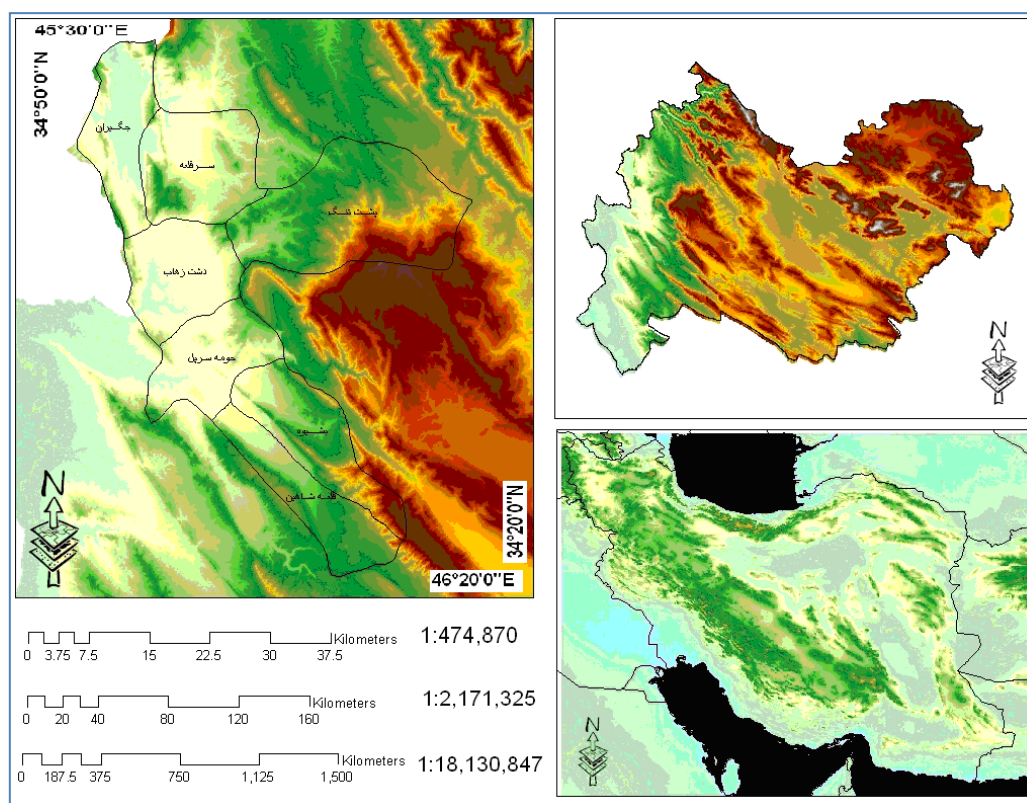 45°30'0"E
34°50'0"N
جگیران
سرقلعه
پشت تنگ
دشت زهاب
حومه سرپل
بشیوه
قلعه شاهین
34°20'0"N
46°20'0"E
N
N
N
Kilometers
0 3.75 7.5 15 22.5 30 37.5
1:474,870
Kilometers
0 20 40 80 120 160
1:2,171,325
Kilometers
0 187.5 375 750 1,125 1,500
1:18,130,847